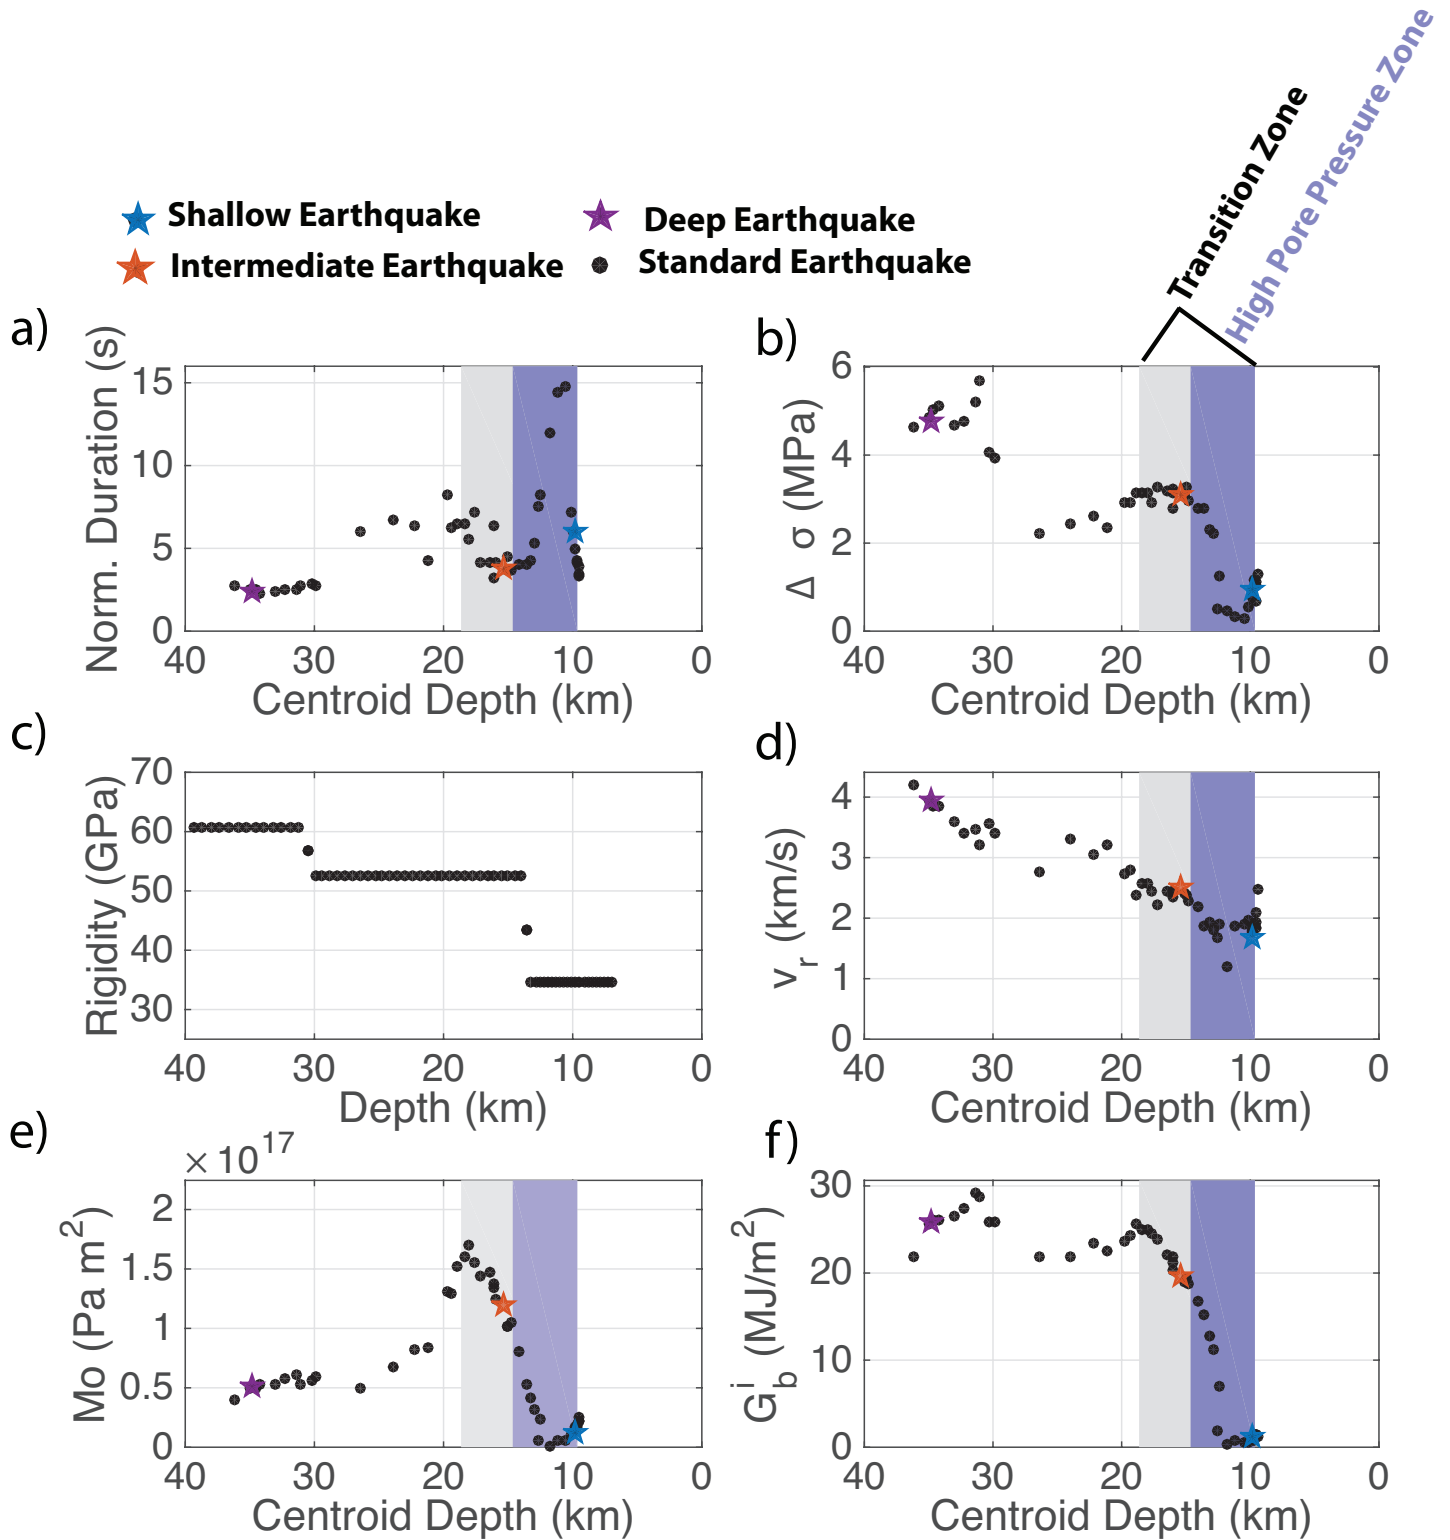 Transition Zone
High Pore Pressure Zone
Shallow Earthquake
Deep Earthquake
Intermediate Earthquake
Standard Earthquake
a)
Norm. Duration (s)
15
10
5
0
40 30 20 10 0
Centroid Depth (km)
b)
Δ σ (MPa)
6
4
2
0
40 30 20 10 0
Centroid Depth (km)
c)
Rigidity (GPa)
70
60
50
40
30
40 30 20 10 0
Depth (km)
d)
v_r (km/s)
4
3
2
1
0
40 30 20 10 0
Centroid Depth (km)
e)
× 10^17
Mo (Pa m²)
2
1.5
1
0.5
0
40 30 20 10 0
Centroid Depth (km)
f)
G_b^i (MJ/m²)
30
20
10
0
40 30 20 10 0
Centroid Depth (km)